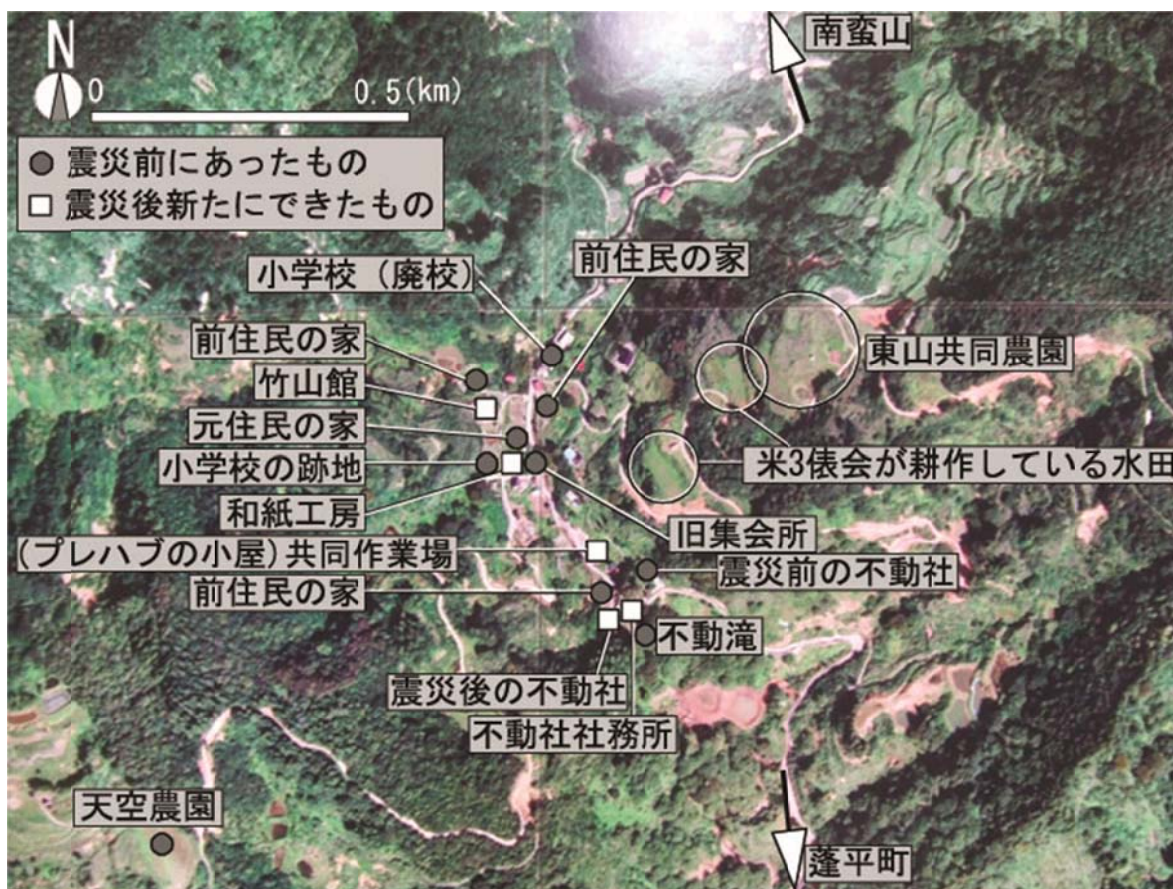 南蛮山
N
0 0.5(km)
震災前にあったもの
震災後新たにできたもの
小学校（廃校）
前住民の家
前住民の家
竹山館
東山共同農園
元住民の家
小学校の跡地
米3俵会が耕作している水田
和紙工房
旧集会所
(プレハブの小屋)共同作業場
震災前の不動社
前住民の家
不動滝
震災後の不動社
不動社社務所
天空農園
蓬平町